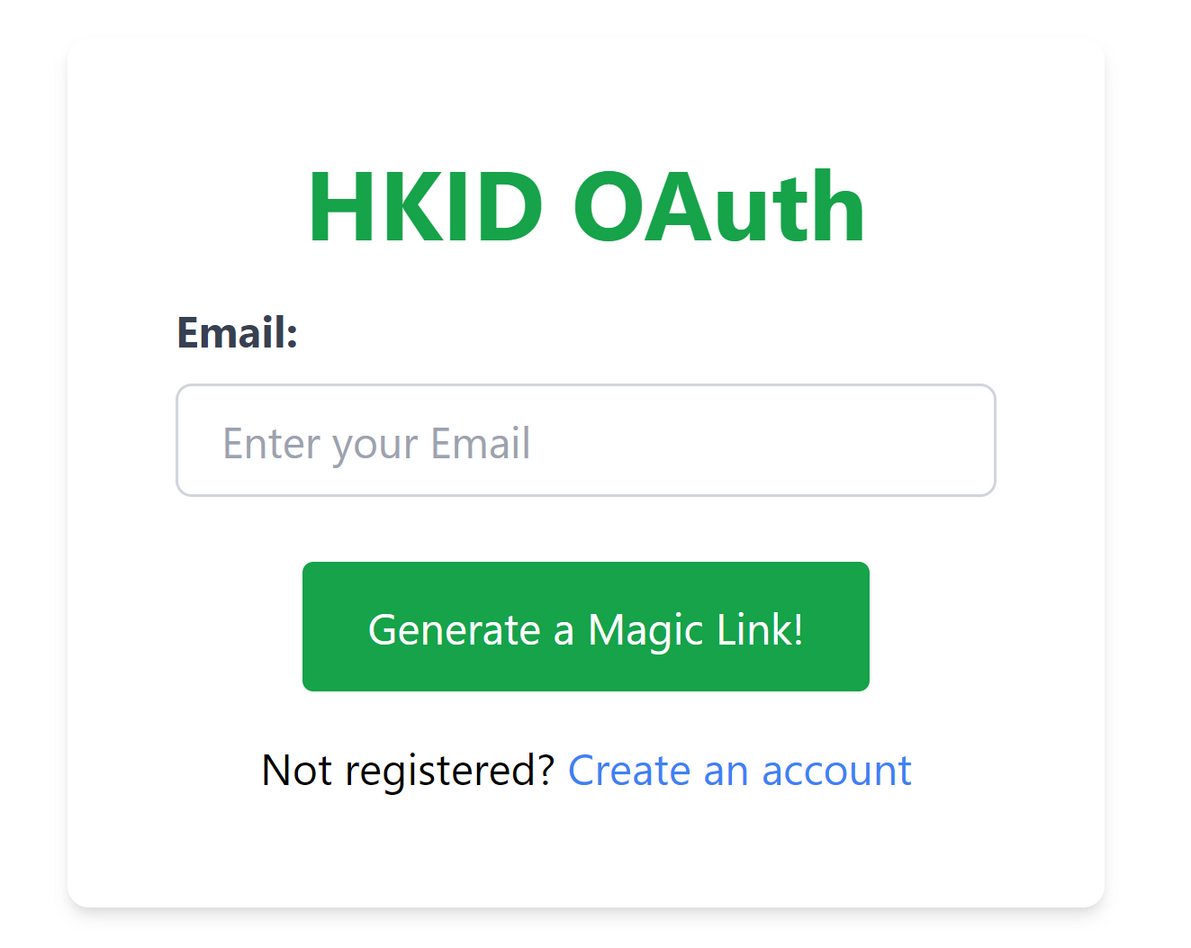 HKID OAuth
Email:
Enter your Email
Generate a Magic Link!
Not registered? Create an account